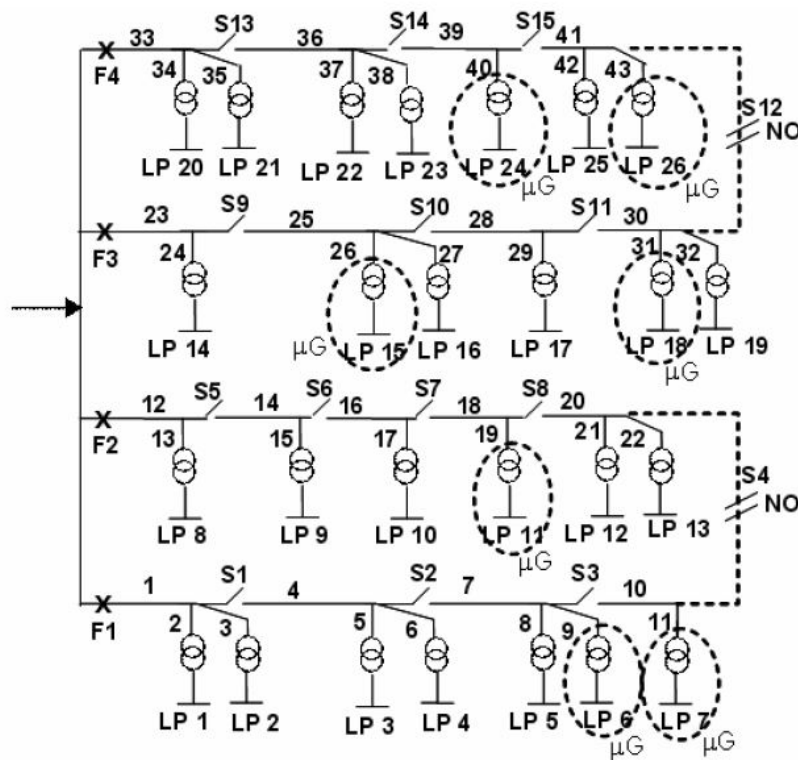 S13 S14 S15
33 36 39 41
F4 34 35 37 38 40 42 43
S12
NO
LP 20 LP 21 LP 22 LP 23 LP 24 LP 25 LP 26
μG μG
S9 S10 S11
23 25 28 30
F3 24 26 27 29 31 32
LP 14 LP 15 LP 16 LP 17 LP 18 LP 19
μG μG
S5 S6 S7 S8
12 14 16 18 20
F2 13 15 17 19 21 22
S4
NO
LP 8 LP 9 LP 10 LP 11 LP 12 LP 13
μG
S1 S2 S3
1 4 7 10
F1 2 3 5 6 8 9 11
LP 1 LP 2 LP 3 LP 4 LP 5 LP 6 LP 7
μG μG